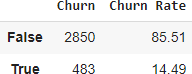 Churn Churn Rate
False 2850 85.51
True 483 14.49